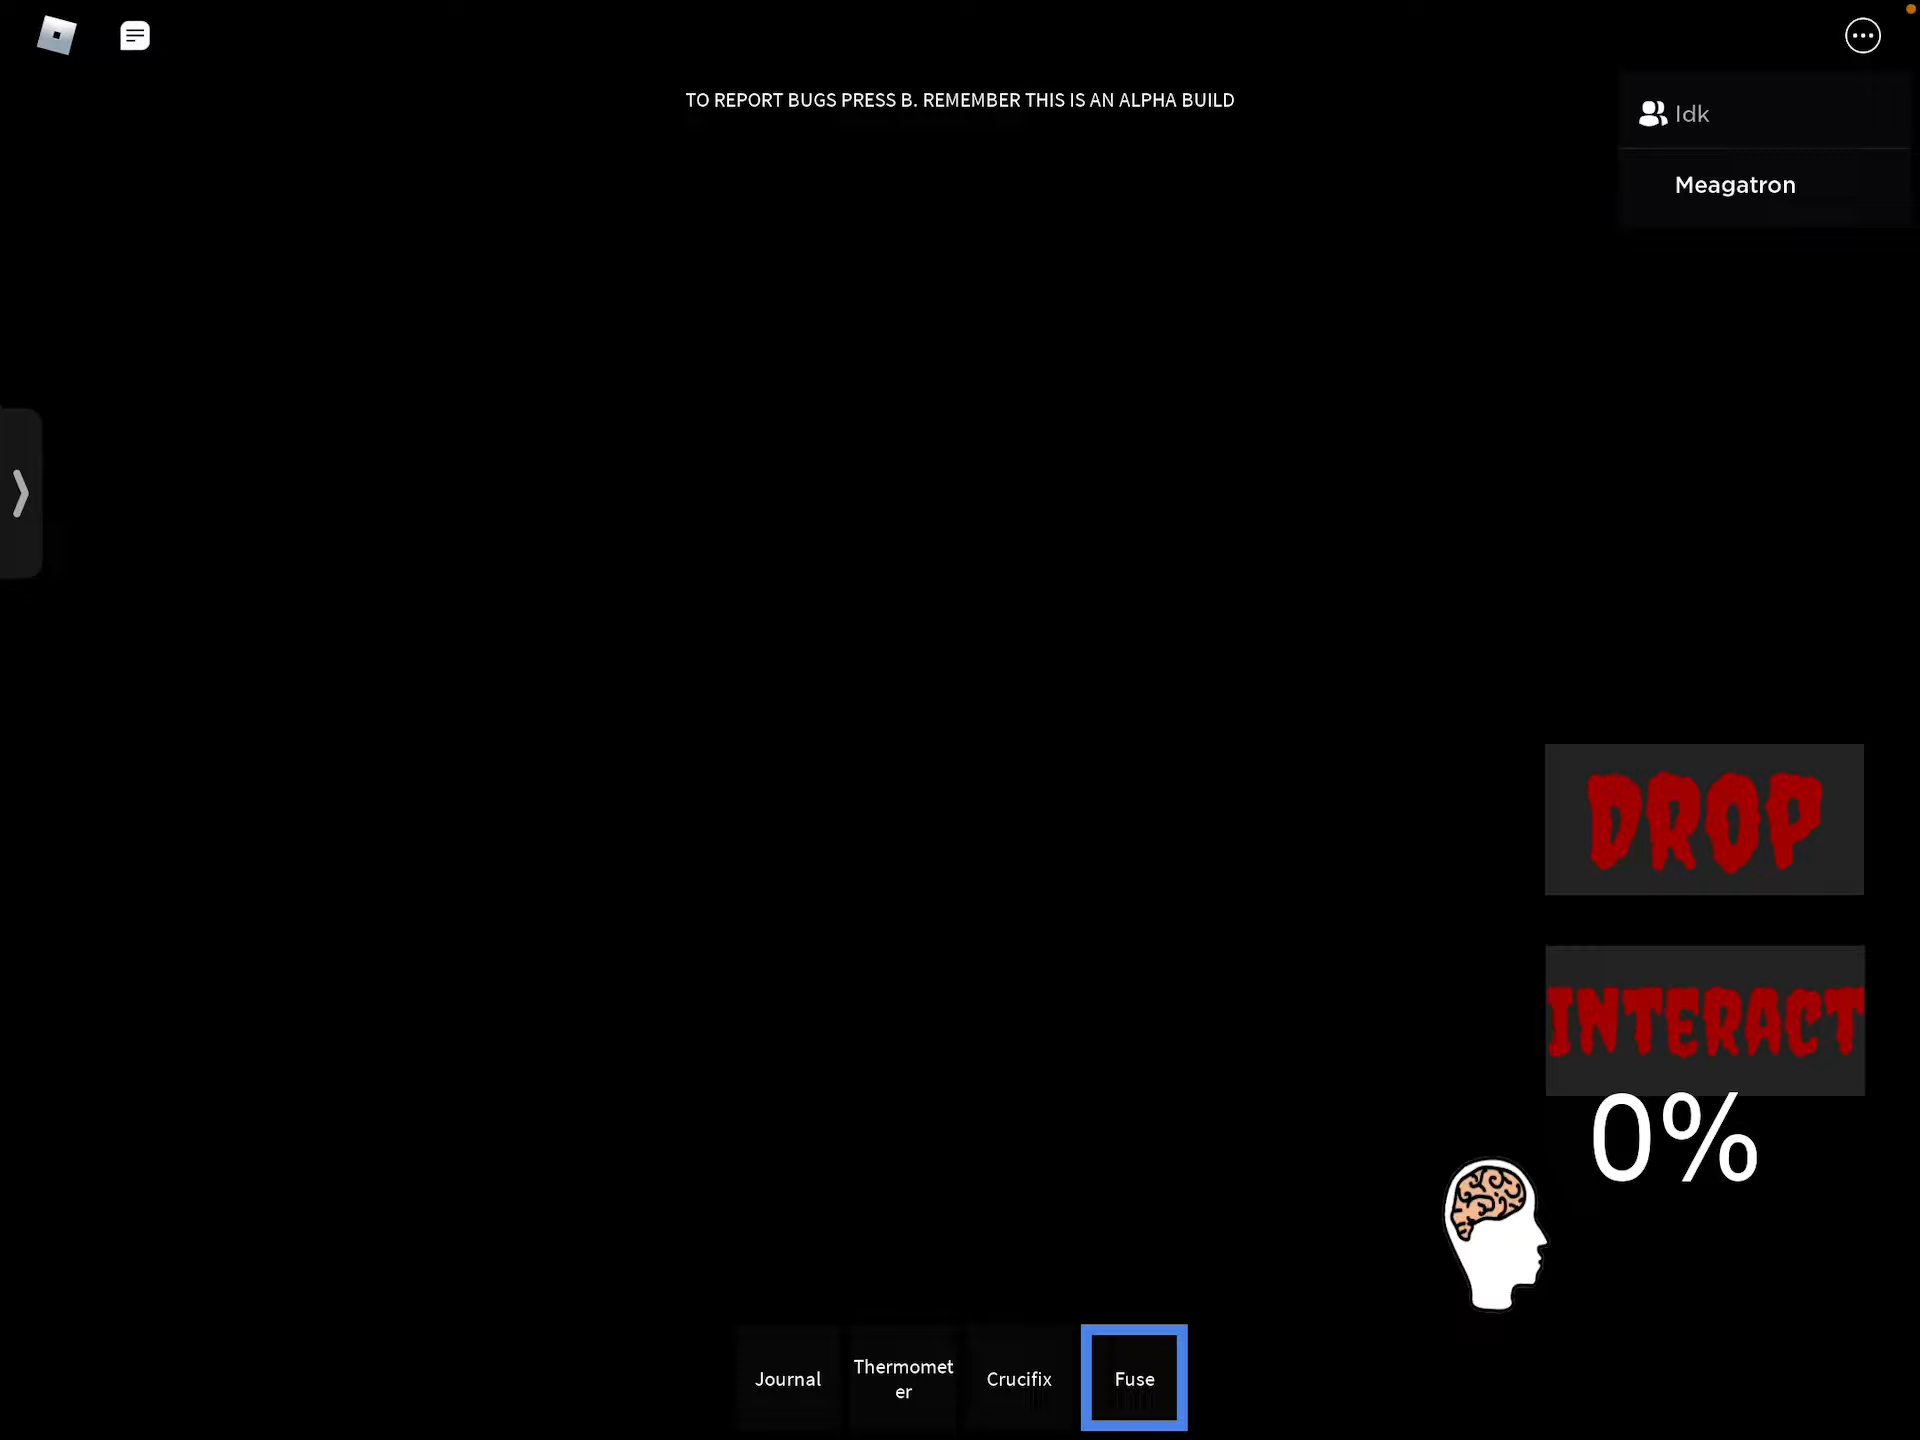 TO REPORT BUGS PRESS B. REMEMBER THIS IS AN ALPHA BUILD
Idk
Meagatron
DROP
INTERACT
0%
Journal
Thermomet
er
Crucifix
Fuse